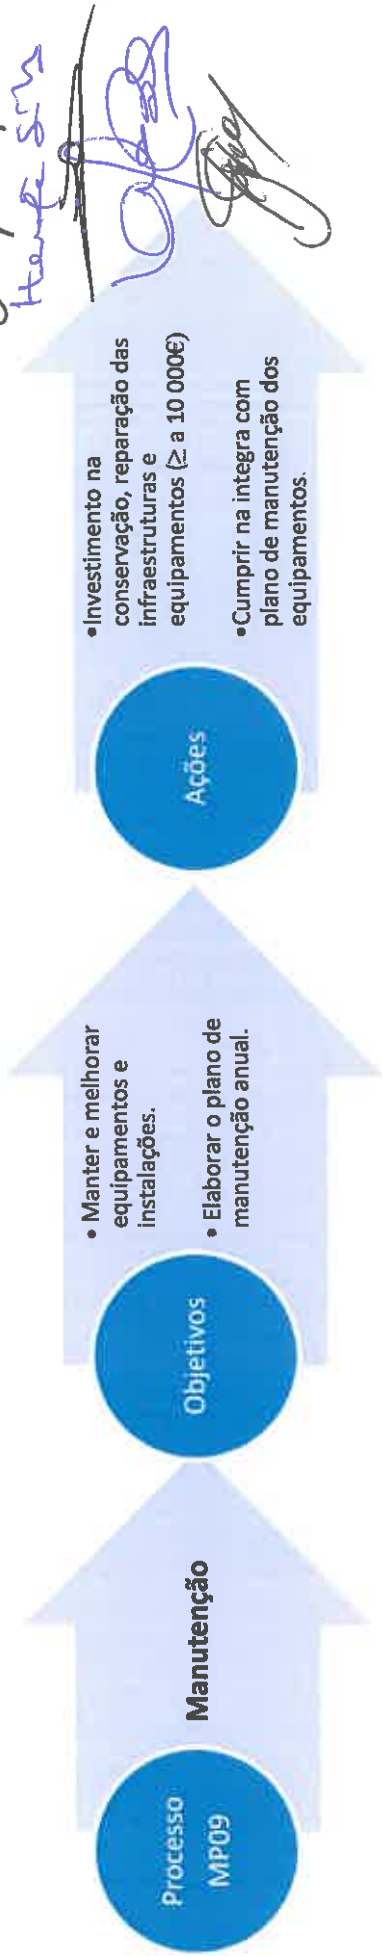 Processo
MP09
Manutenção
Objetivos
• Manter e melhorar
equipamentos e
instalações.
• Elaborar o plano de
manutenção anual.
Ações
•Investimento na
conservação, reparação das
infraestruturas e
equipamentos (≥ a 10 000€)
•Cumprir na integra com
plano de manutenção dos
equipamentos.